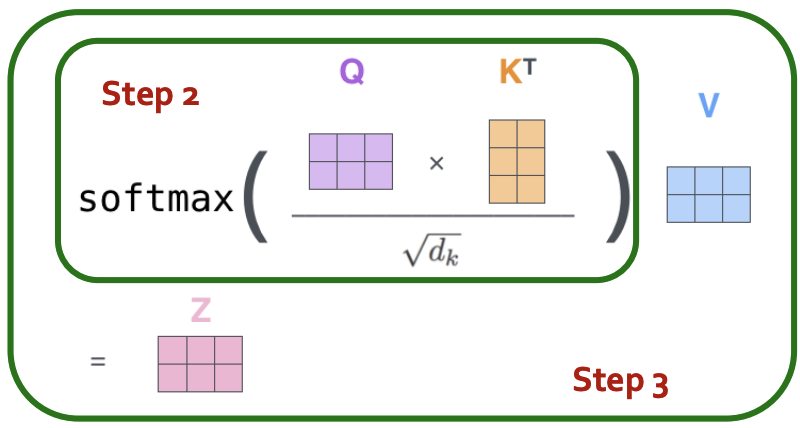 Step 2
Q
Kᵀ
V
softmax( × )
√dₖ
Z
=
Step 3